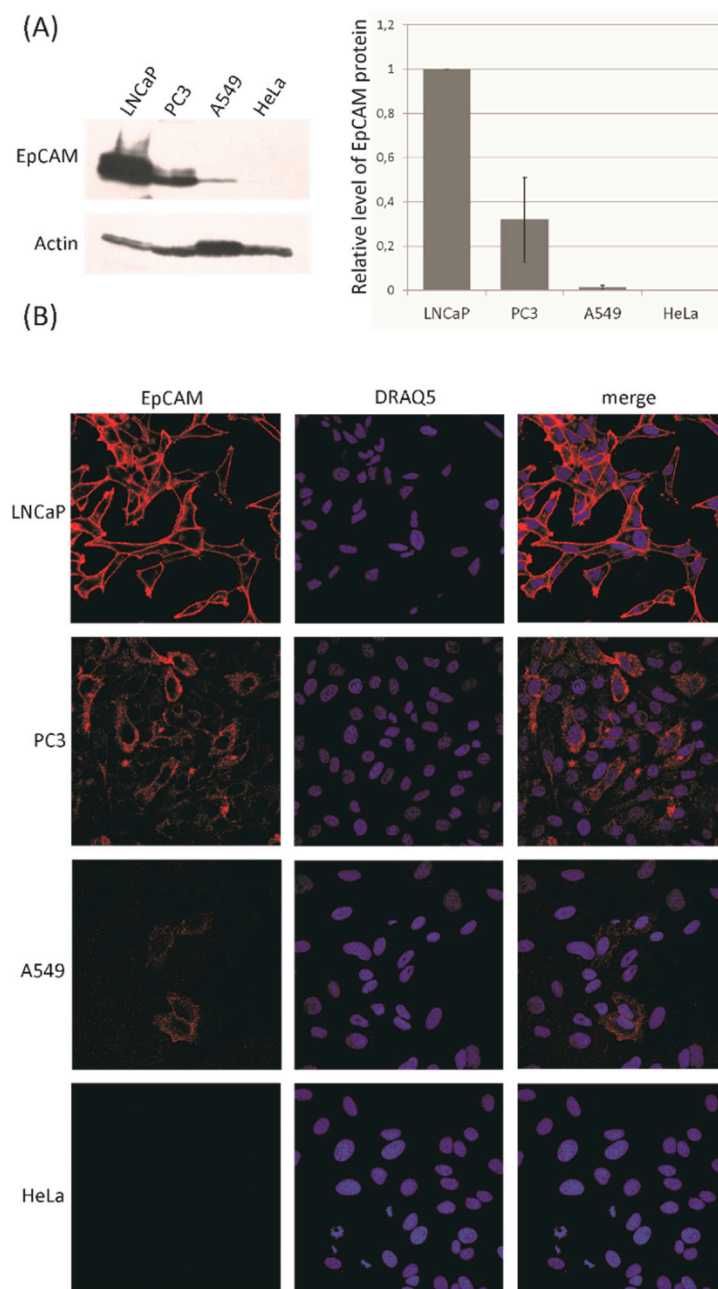 (A)
LNCaP
PC3
A549
HeLa
EpCAM
Actin
Relative level of EpCAM protein
1,2
1
0,8
0,6
0,4
0,2
0
LNCaP PC3 A549 HeLa
(B)
EpCAM DRAQ5 merge
LNCaP
PC3
A549
HeLa